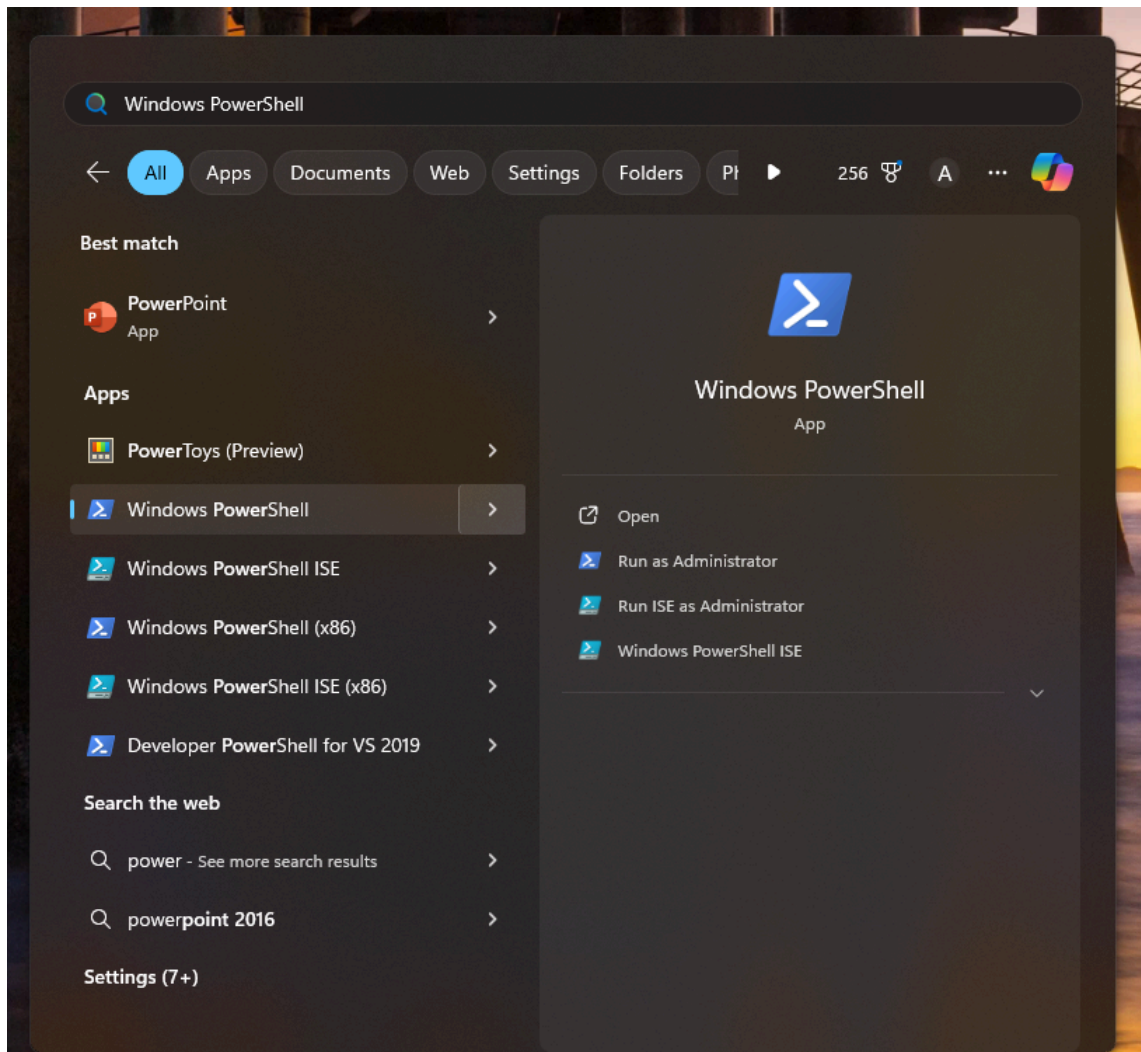 Windows PowerShell
All Apps Documents Web Settings Folders 256 A
Best match
PowerPoint
App
Apps
PowerToys (Preview)
Windows PowerShell
Windows PowerShell ISE
Windows PowerShell (x86)
Windows PowerShell ISE (x86)
Developer PowerShell for VS 2019
Search the web
power - See more search results
powerpoint 2016
Settings (7+)
Windows PowerShell
App
Open
Run as Administrator
Run ISE as Administrator
Windows PowerShell ISE